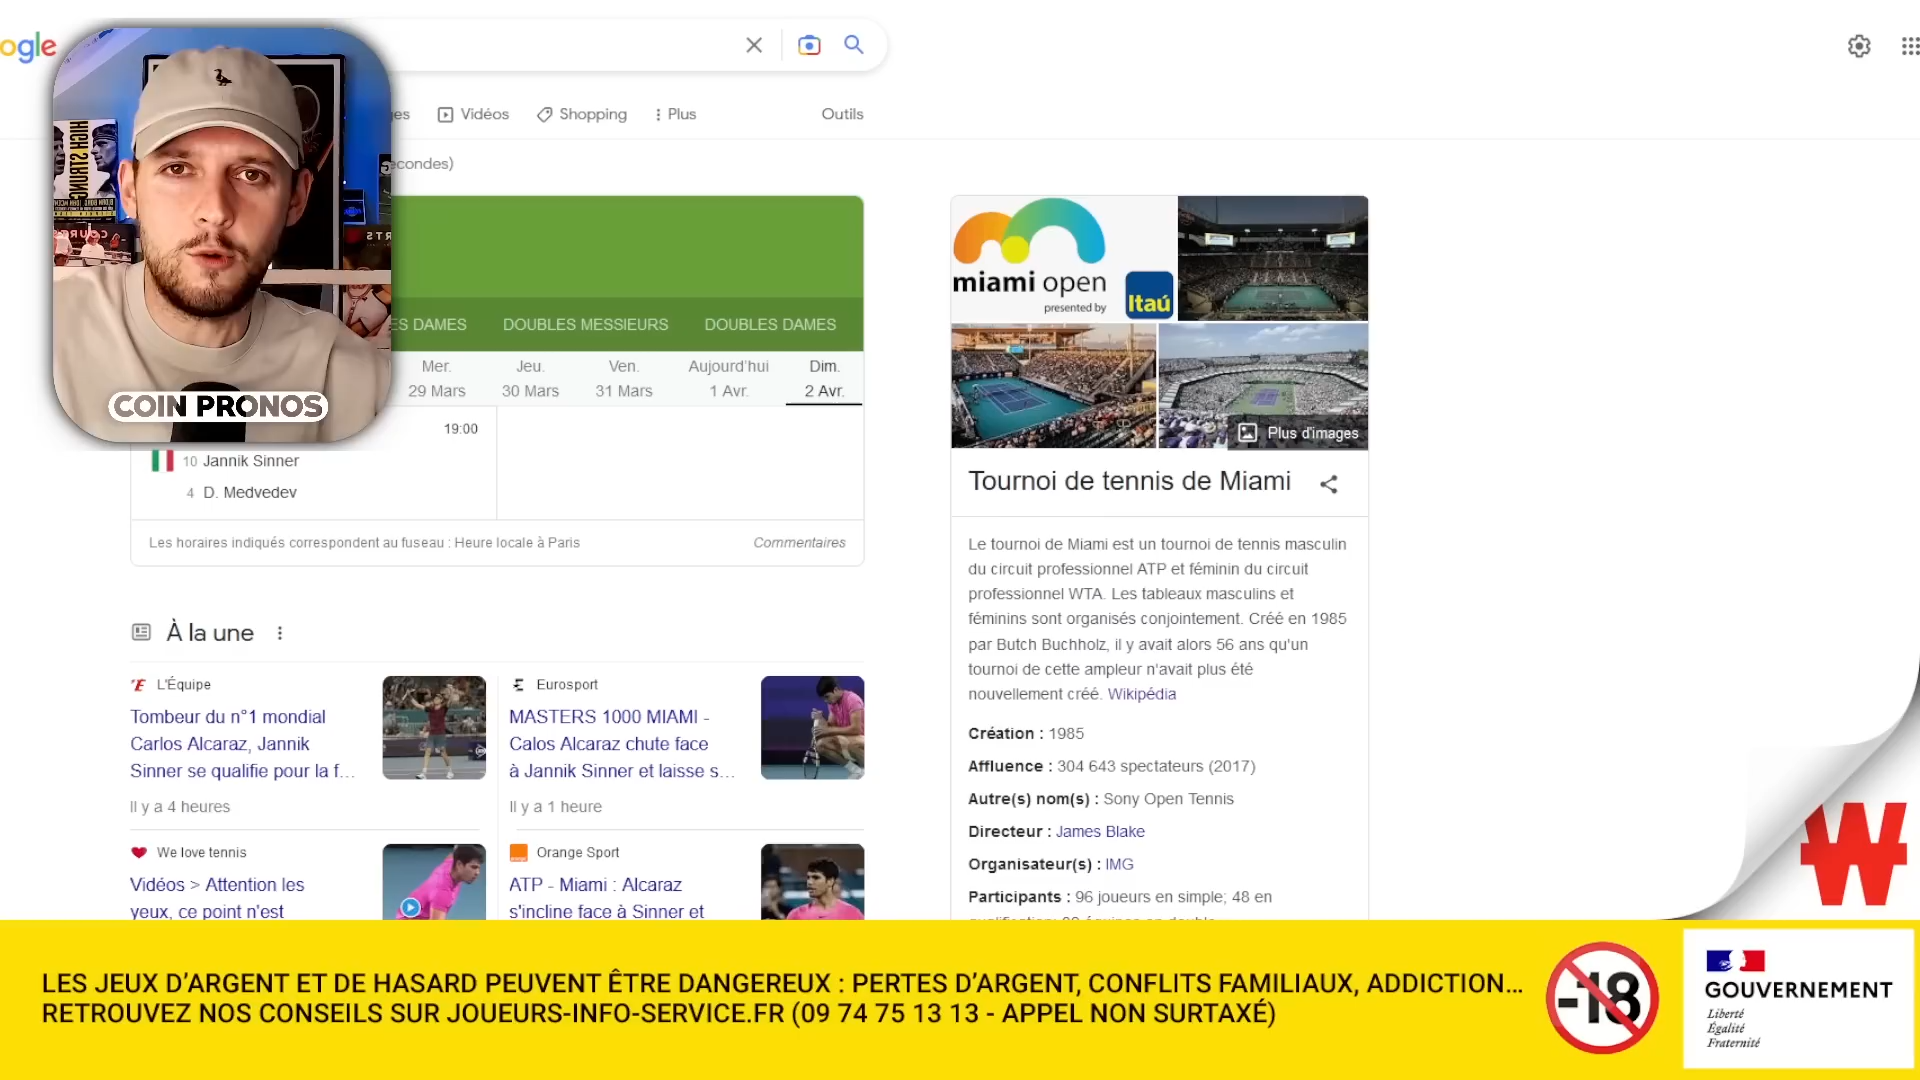 ogle
ges
Vidéos
Shopping
Plus
Outils
econdes)
HIGH STRUNG
COIN PRONOS
ES DAMES
DOUBLES MESSIEURS
DOUBLES DAMES
Mer.
29 Mars
Jeu.
30 Mars
Ven.
31 Mars
Aujourd'hui
1 Avr.
Dim.
2 Avr.
19:00
10 Jannik Sinner
4 D. Medvedev
Les horaires indiqués correspondent au fuseau : Heure locale à Paris
Commentaires
À la une
L'Équipe
Tombeur du n°1 mondial
Carlos Alcaraz, Jannik
Sinner se qualifie pour la f...
Il y a 4 heures
Eurosport
MASTERS 1000 MIAMI -
Calos Alcaraz chute face
à Jannik Sinner et laisse s...
Il y a 1 heure
We love tennis
Vidéos > Attention les
yeux, ce point n'est
Orange Sport
ATP - Miami : Alcaraz
s'incline face à Sinner et
miami open
presented by
Itaú
Plus d'images
Tournoi de tennis de Miami
Le tournoi de Miami est un tournoi de tennis masculin
du circuit professionnel ATP et féminin du circuit
professionnel WTA. Les tableaux masculins et
féminins sont organisés conjointement. Créé en 1985
par Butch Buchholz, il y avait alors 56 ans qu'un
tournoi de cette ampleur n'avait plus été
nouvellement créé. Wikipédia
Création : 1985
Affluence : 304 643 spectateurs (2017)
Autre(s) nom(s) : Sony Open Tennis
Directeur : James Blake
Organisateur(s) : IMG
Participants : 96 joueurs en simple; 48 en
W
LES JEUX D'ARGENT ET DE HASARD PEUVENT ÊTRE DANGEREUX : PERTES D'ARGENT, CONFLITS FAMILIAUX, ADDICTION...
RETROUVEZ NOS CONSEILS SUR JOUEURS-INFO-SERVICE.FR (09 74 75 13 13 - APPEL NON SURTAXÉ)
-18
GOUVERNEMENT
Liberté
Égalité
Fraternité